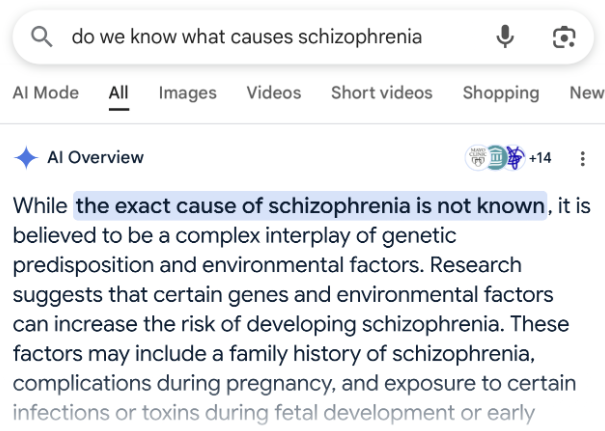 do we know what causes schizophrenia
AI Mode All Images Videos Short videos Shopping New
AI Overview
MAYO CLINIC
+14
While the exact cause of schizophrenia is not known, it is
believed to be a complex interplay of genetic
predisposition and environmental factors. Research
suggests that certain genes and environmental factors
can increase the risk of developing schizophrenia. These
factors may include a family history of schizophrenia,
complications during pregnancy, and exposure to certain
infections or toxins during fetal development or early